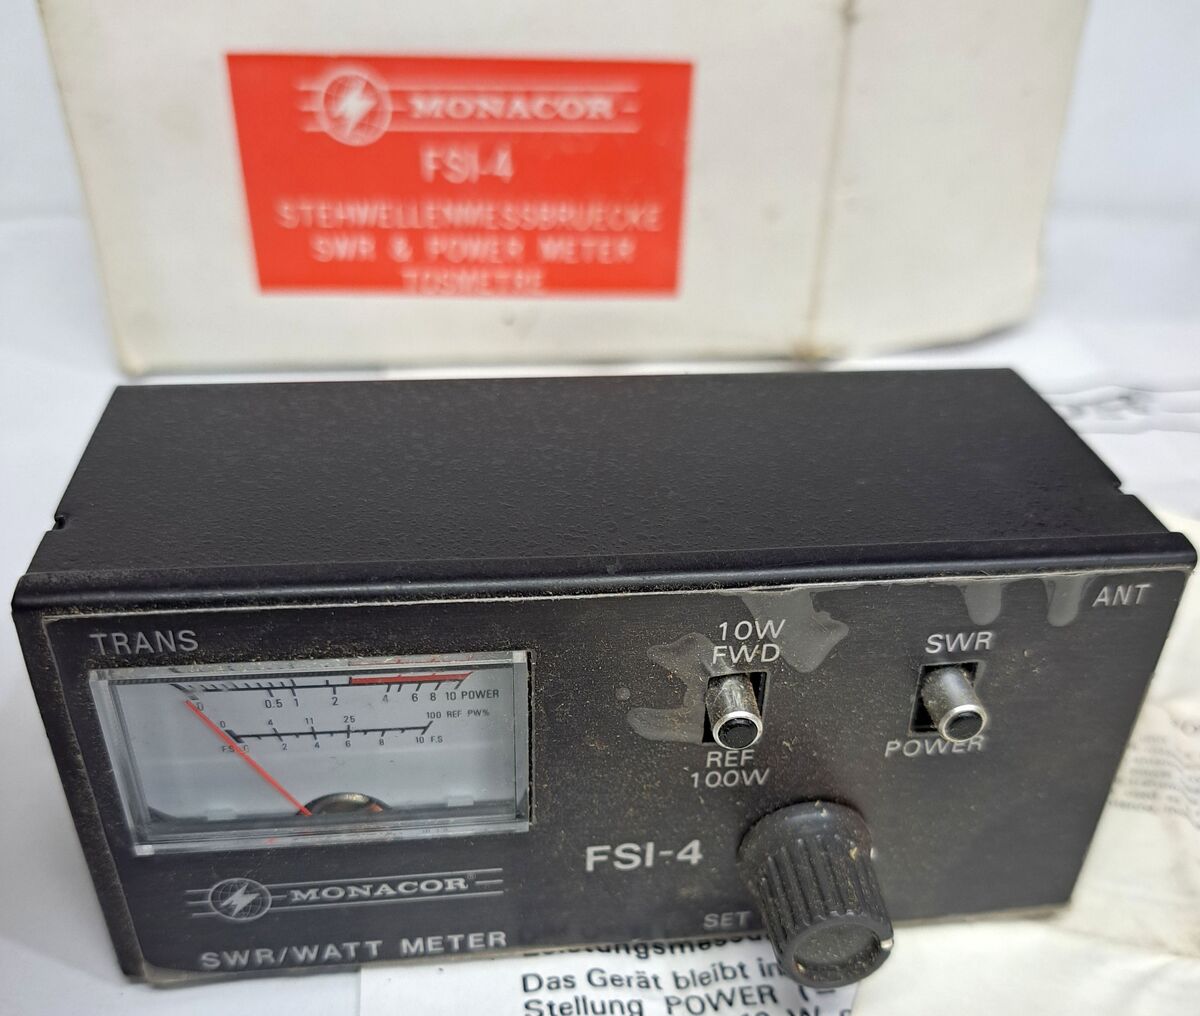 MONACOR
FSI-4
STEHWELLENMESSBRUECKE
SWR & POWER METER
TOSMETRE
TRANS
10W
FWD
SWR
ANT
0 0.5 1 2 4 6 8 10 POWER
0 4 11 25 100 REF PW%
2 4 6 8 10 F.S
REF
100W
POWER
FSI-4
MONACOR®
SWR/WATT METER
SET
Das Gerät bleibt in
Stellung POWER